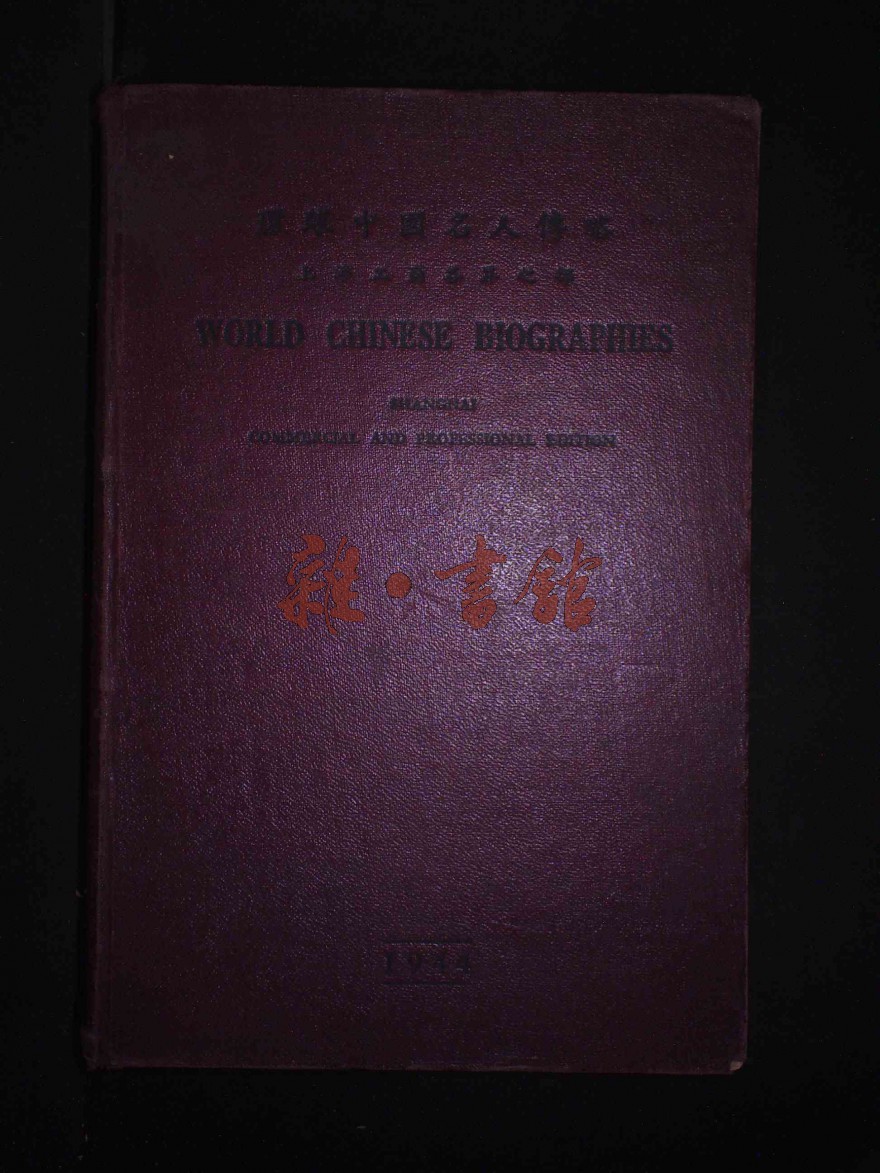 環球中國名人傳略
上海工商各界之部
WORLD CHINESE BIOGRAPHIES
SHANGHAI
COMMERCIAL AND PROFESSIONAL EDITION
雜·書館
1944